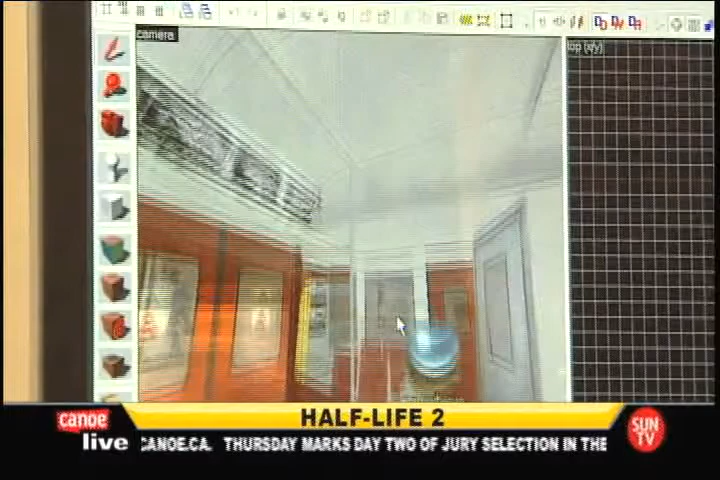 camera
top (x/y)
HALF-LIFE 2
canoe
live
CANOE.CA. THURSDAY MARKS DAY TWO OF JURY SELECTION IN THE
SUN
TV